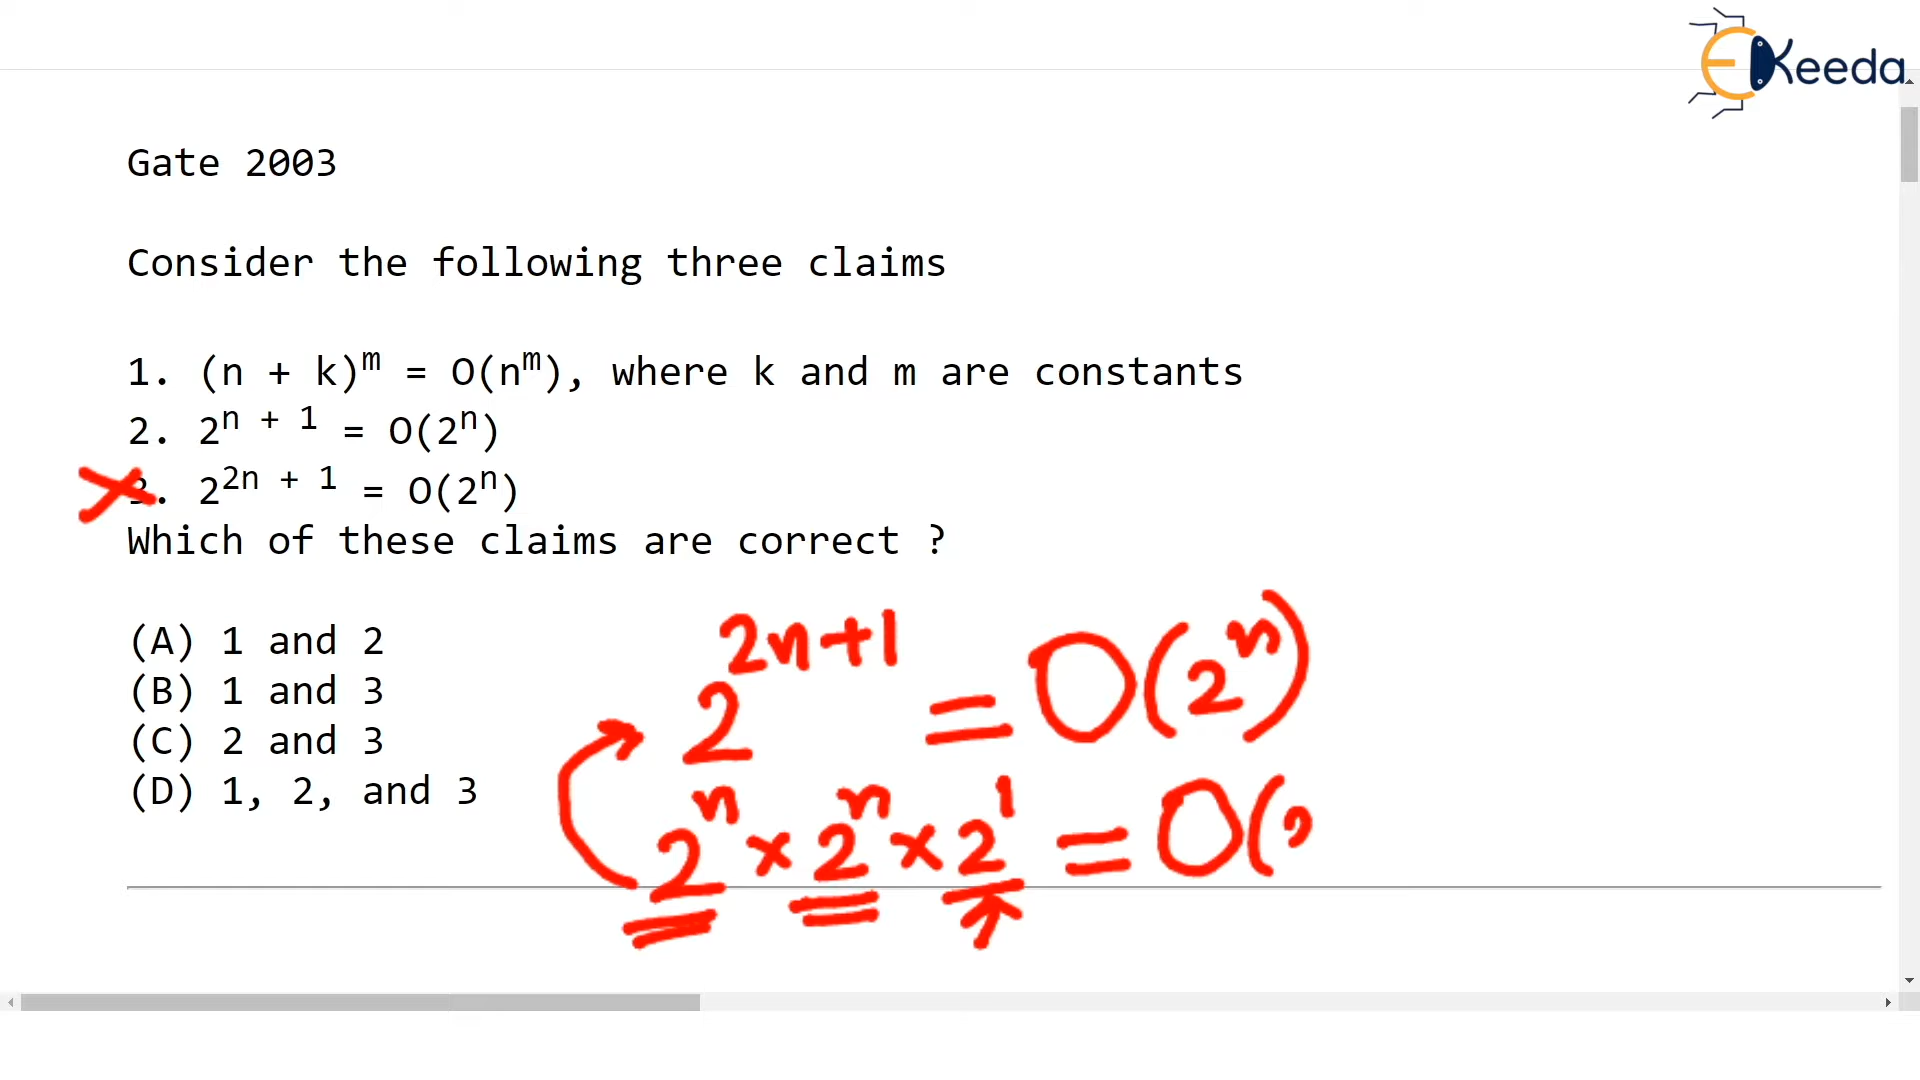 EKeeda
Gate 2003
Consider the following three claims
1. (n + k)^m = O(n^m), where k and m are constants
2. 2^(n + 1) = O(2^n)
3. 2^(2n + 1) = O(2^n)
Which of these claims are correct ?
(A) 1 and 2
(B) 1 and 3
(C) 2 and 3
(D) 1, 2, and 3
2^(2n+1) = O(2^n)
2^n × 2^n × 2^1 = O(